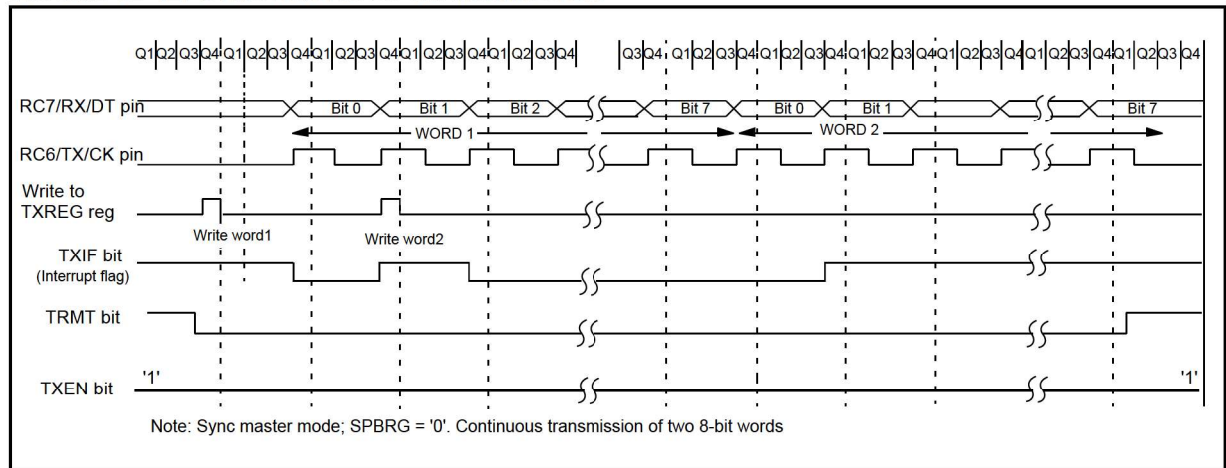 Q1 Q2 Q3 Q4 Q1 Q2 Q3 Q4 Q1 Q2 Q3 Q4 Q1 Q2 Q3 Q4 Q1 Q2 Q3 Q4 Q3 Q4 Q1 Q2 Q3 Q4 Q1 Q2 Q3 Q4 Q1 Q2 Q3 Q4 Q1 Q2 Q3 Q4 Q1 Q2 Q3 Q4 Q1 Q2 Q3 Q4
RC7/RX/DT pin Bit 0 Bit 1 Bit 2 Bit 7 Bit 0 Bit 1 Bit 7
WORD 1 WORD 2
RC6/TX/CK pin
Write to
TXREG reg
Write word1 Write word2
TXIF bit
(Interrupt flag)
TRMT bit
TXEN bit '1' '1'
Note: Sync master mode; SPBRG = '0'. Continuous transmission of two 8-bit words